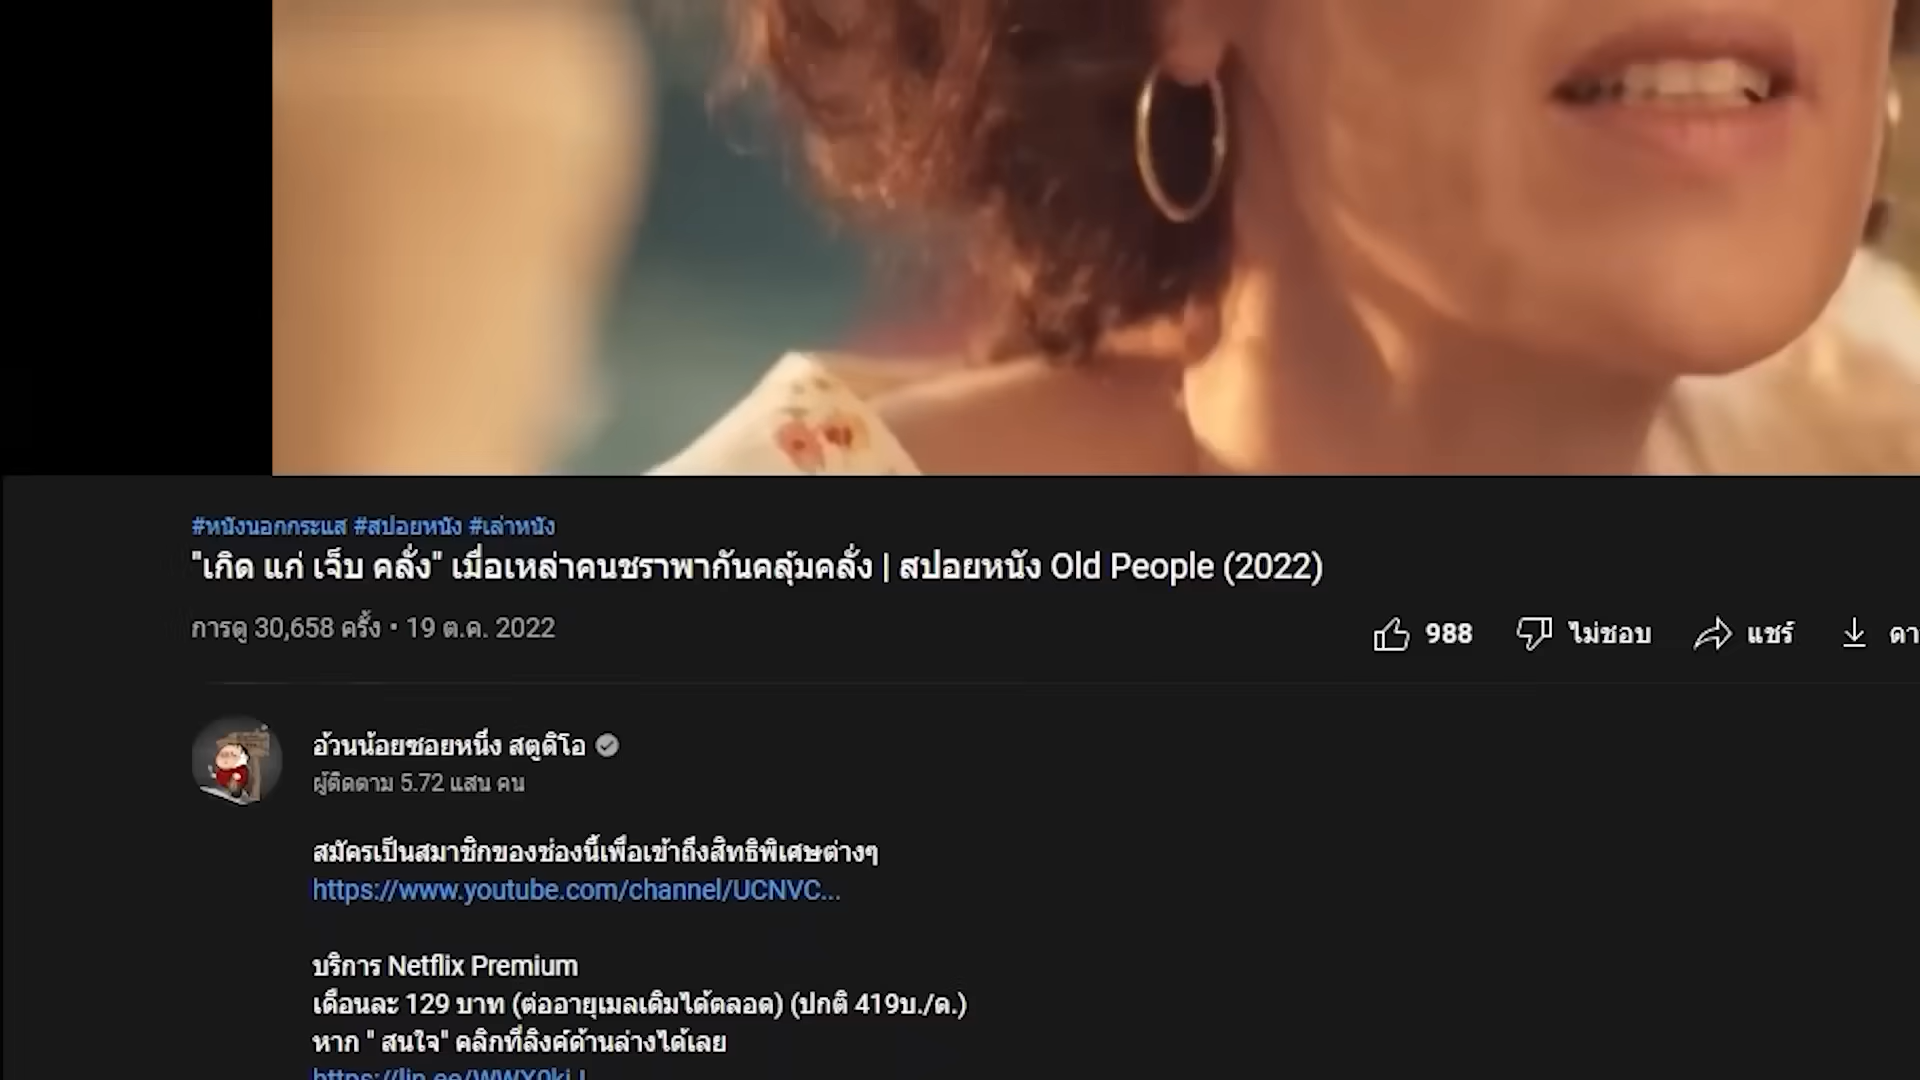 #หนังนอกกระแส #สปอยหนัง #เล่าหนัง
"เกิด แก่ เจ็บ คลั่ง" เมื่อเหล่าคนชราพากันคลุ้มคลั่ง | สปอยหนัง Old People (2022)
การดู 30,658 ครั้ง • 19 ต.ค. 2022
988 ไม่ชอบ แชร์
อ้วนน้อยซอยหนึ่ง สตูดิโอ
ผู้ติดตาม 5.72 แสน คน
สมัครเป็นสมาชิกของช่องนี้เพื่อเข้าถึงสิทธิพิเศษต่างๆ
https://www.youtube.com/channel/UCNVC...
บริการ Netflix Premium
เดือนละ 129 บาท (ต่ออายุเมลเดิมได้ตลอด) (ปกติ 419บ./ด.)
หาก " สนใจ" คลิกที่ลิงค์ด้านล่างได้เลย